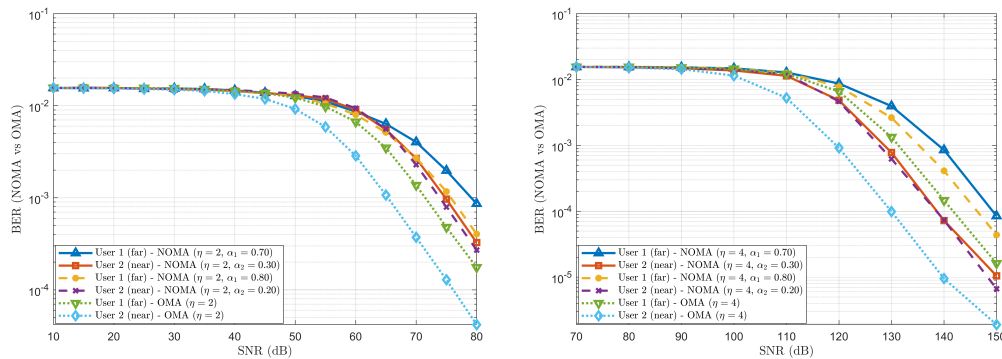 10⁻¹
10⁻²
10⁻³
10⁻⁴
BER (NOMA vs OMA)
User 1 (far) - NOMA (η = 2, α₁ = 0.70)
User 2 (near) - NOMA (η = 2, α₂ = 0.30)
User 1 (far) - NOMA (η = 2, α₁ = 0.80)
User 2 (near) - NOMA (η = 2, α₂ = 0.20)
User 1 (far) - OMA (η = 2)
User 2 (near) - OMA (η = 2)
10 20 30 40 50 60 70 80
SNR (dB)
10⁻¹
10⁻²
10⁻³
10⁻⁴
10⁻⁵
BER (NOMA vs OMA)
User 1 (far) - NOMA (η = 4, α₁ = 0.70)
User 2 (near) - NOMA (η = 4, α₂ = 0.30)
User 1 (far) - NOMA (η = 4, α₁ = 0.80)
User 2 (near) - NOMA (η = 4, α₂ = 0.20)
User 1 (far) - OMA (η = 4)
User 2 (near) - OMA (η = 4)
70 80 90 100 110 120 130 140 150
SNR (dB)